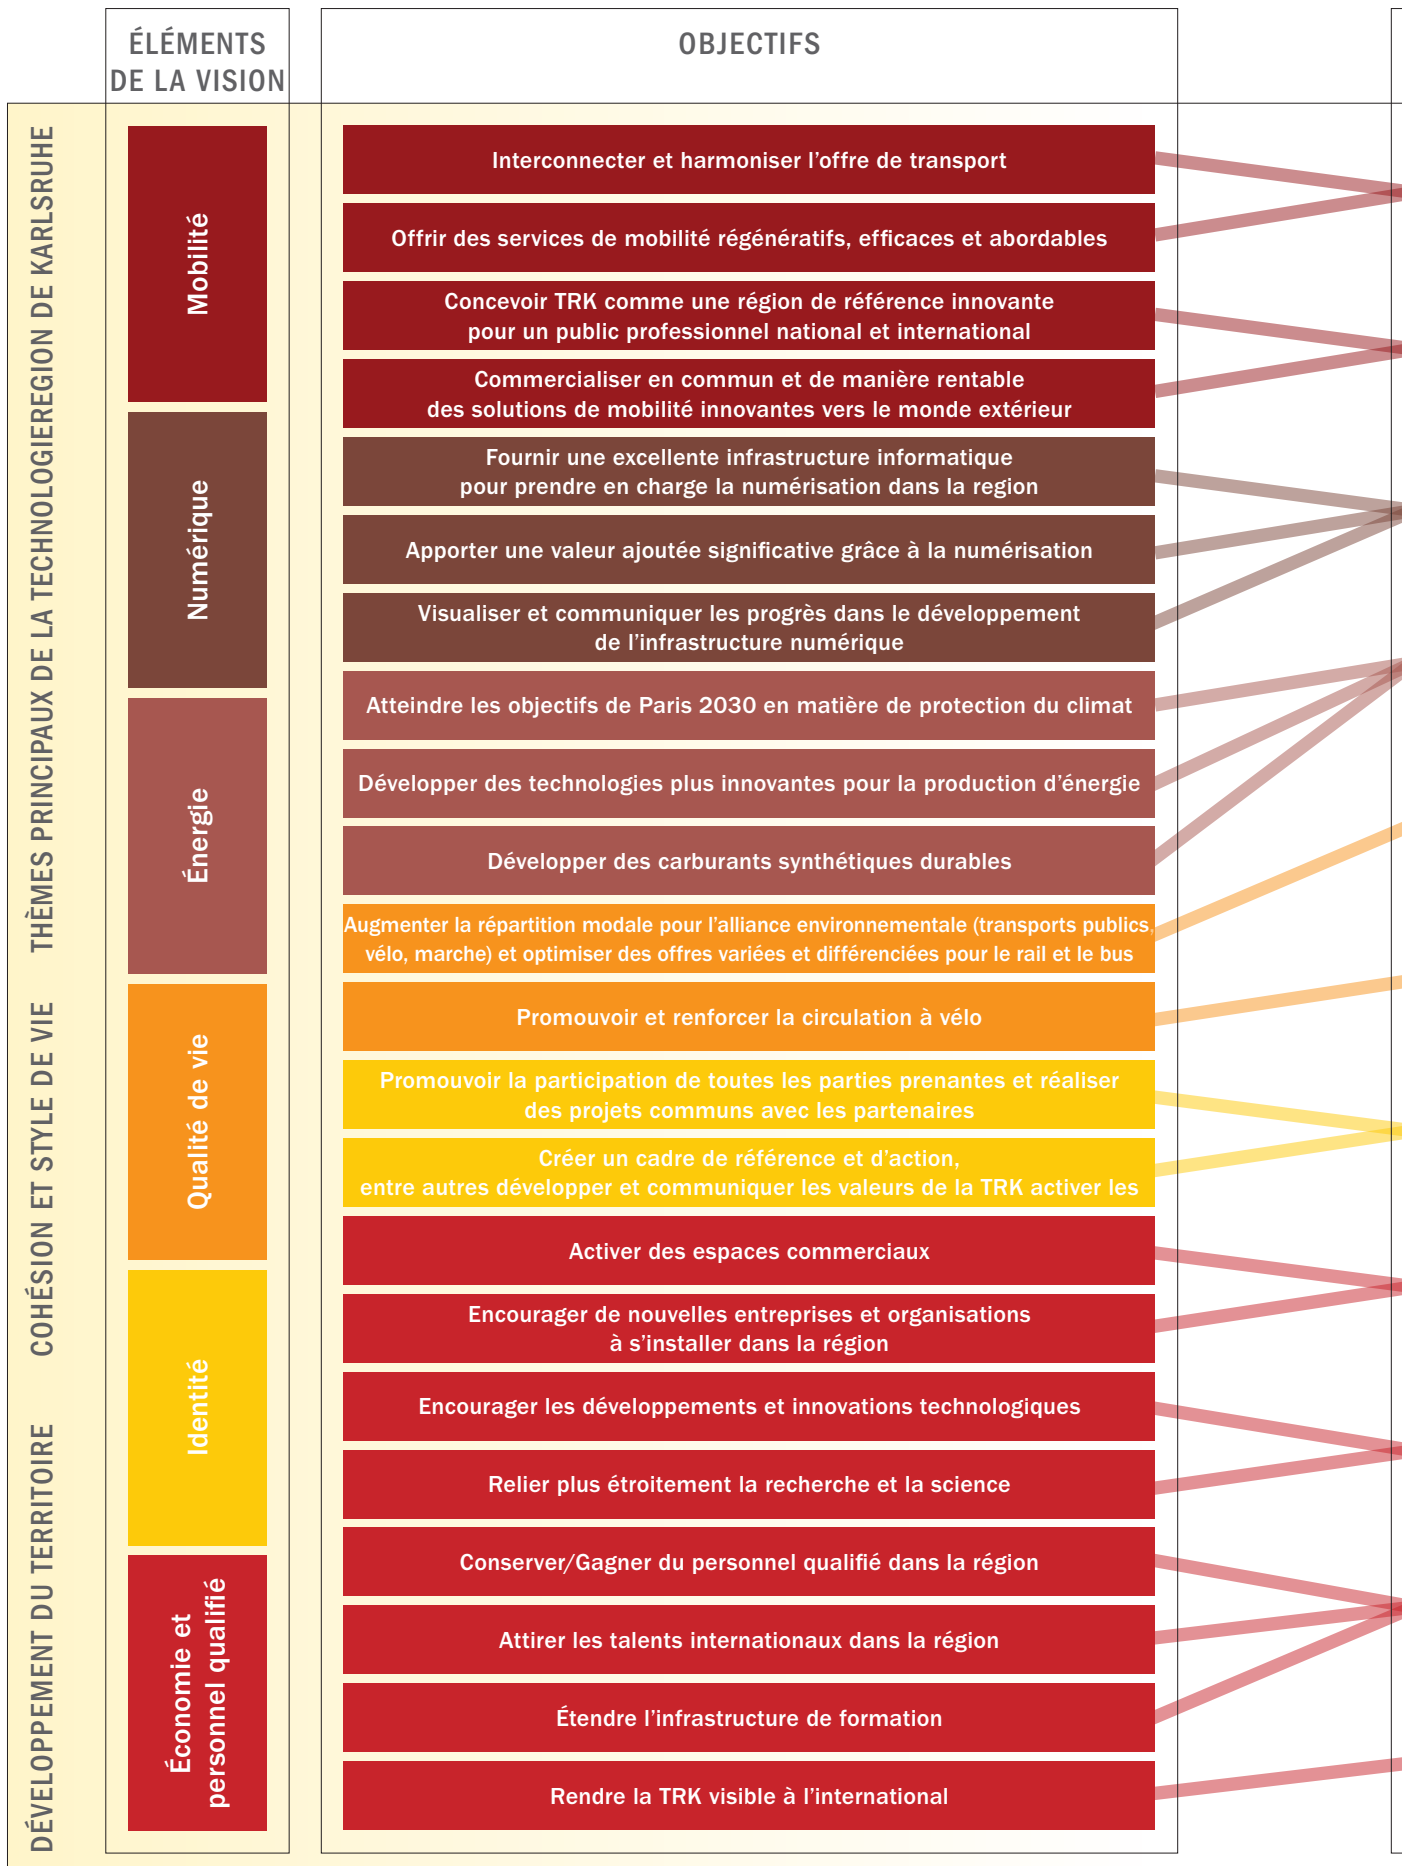 ÉLÉMENTS
DE LA VISION
OBJECTIFS
THÈMES PRINCIPAUX DE LA TECHNOLOGIEREGION DE KARLSRUHE
COHÉSION ET STYLE DE VIE
DÉVELOPPEMENT DU TERRITOIRE
Mobilité
Numérique
Énergie
Qualité de vie
Identité
Économie et
personnel qualifié
Interconnecter et harmoniser l'offre de transport
Offrir des services de mobilité régénératifs, efficaces et abordables
Concevoir TRK comme une région de référence innovante
pour un public professionnel national et international
Commercialiser en commun et de manière rentable
des solutions de mobilité innovantes vers le monde extérieur
Fournir une excellente infrastructure informatique
pour prendre en charge la numérisation dans la region
Apporter une valeur ajoutée significative grâce à la numérisation
Visualiser et communiquer les progrès dans le développement
de l'infrastructure numérique
Atteindre les objectifs de Paris 2030 en matière de protection du climat
Développer des technologies plus innovantes pour la production d'énergie
Développer des carburants synthétiques durables
Augmenter la répartition modale pour l'alliance environnementale (transports publics,
vélo, marche) et optimiser des offres variées et différenciées pour le rail et le bus
Promouvoir et renforcer la circulation à vélo
Promouvoir la participation de toutes les parties prenantes et réaliser
des projets communs avec les partenaires
Créer un cadre de référence et d'action,
entre autres développer et communiquer les valeurs de la TRK activer les
Activer des espaces commerciaux
Encourager de nouvelles entreprises et organisations
à s'installer dans la région
Encourager les développements et innovations technologiques
Relier plus étroitement la recherche et la science
Conserver/Gagner du personnel qualifié dans la région
Attirer les talents internationaux dans la région
Étendre l'infrastructure de formation
Rendre la TRK visible à l'international